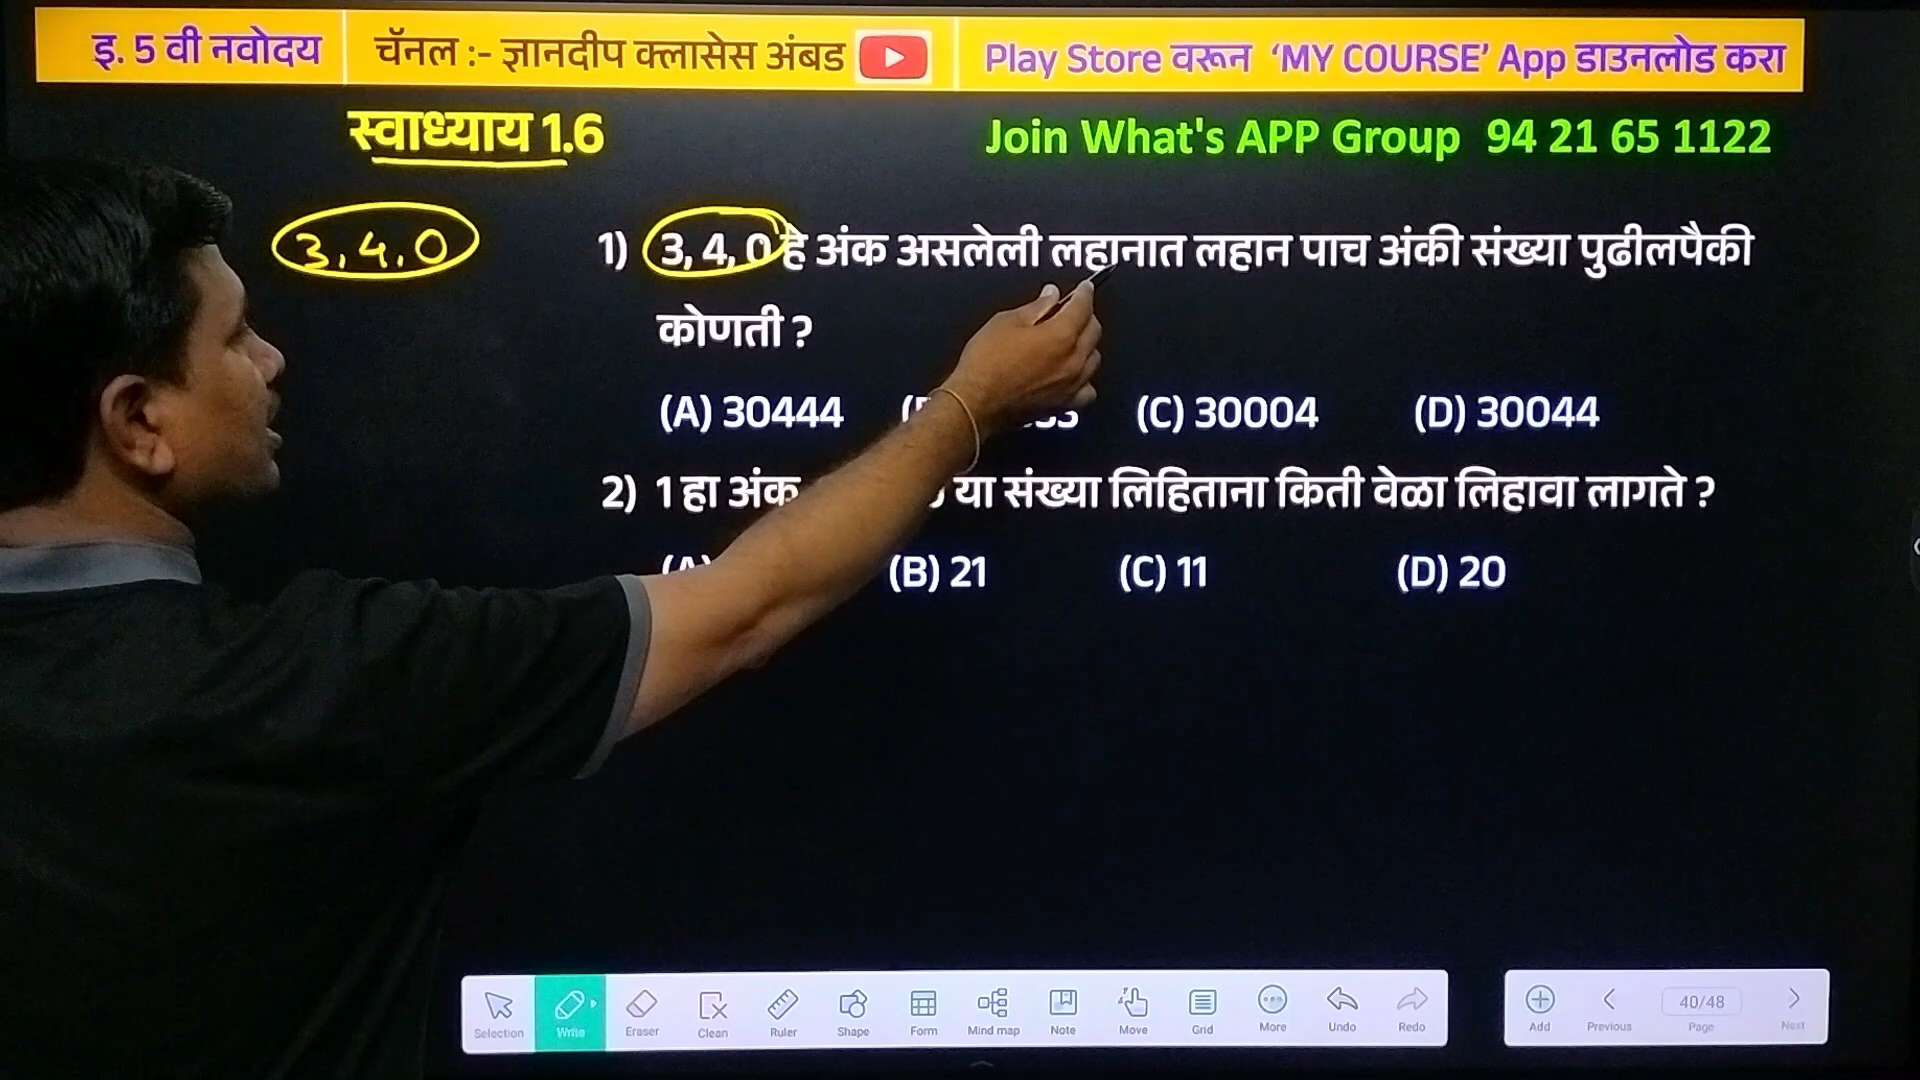 इ. 5 वी नवोदय
चॅनल :- ज्ञानदीप क्लासेस अंबड
Play Store वरून ‘MY COURSE’ App डाउनलोड करा
स्वाध्याय 1.6
Join What's APP Group 94 21 65 1122
3, 4, 0
1) 3, 4, 0 हे अंक असलेली लहानात लहान पाच अंकी संख्या पुढीलपैकी
कोणती ?
(A) 30444 (C) 30004 (D) 30044
2) 1 हा अंक या संख्या लिहिताना किती वेळा लिहावा लागते ?
(B) 21 (C) 11 (D) 20
Selection Write Eraser Clean Ruler Shape Form Mind map Note Move Grid More Undo Redo
40/48
Add Previous Page Next